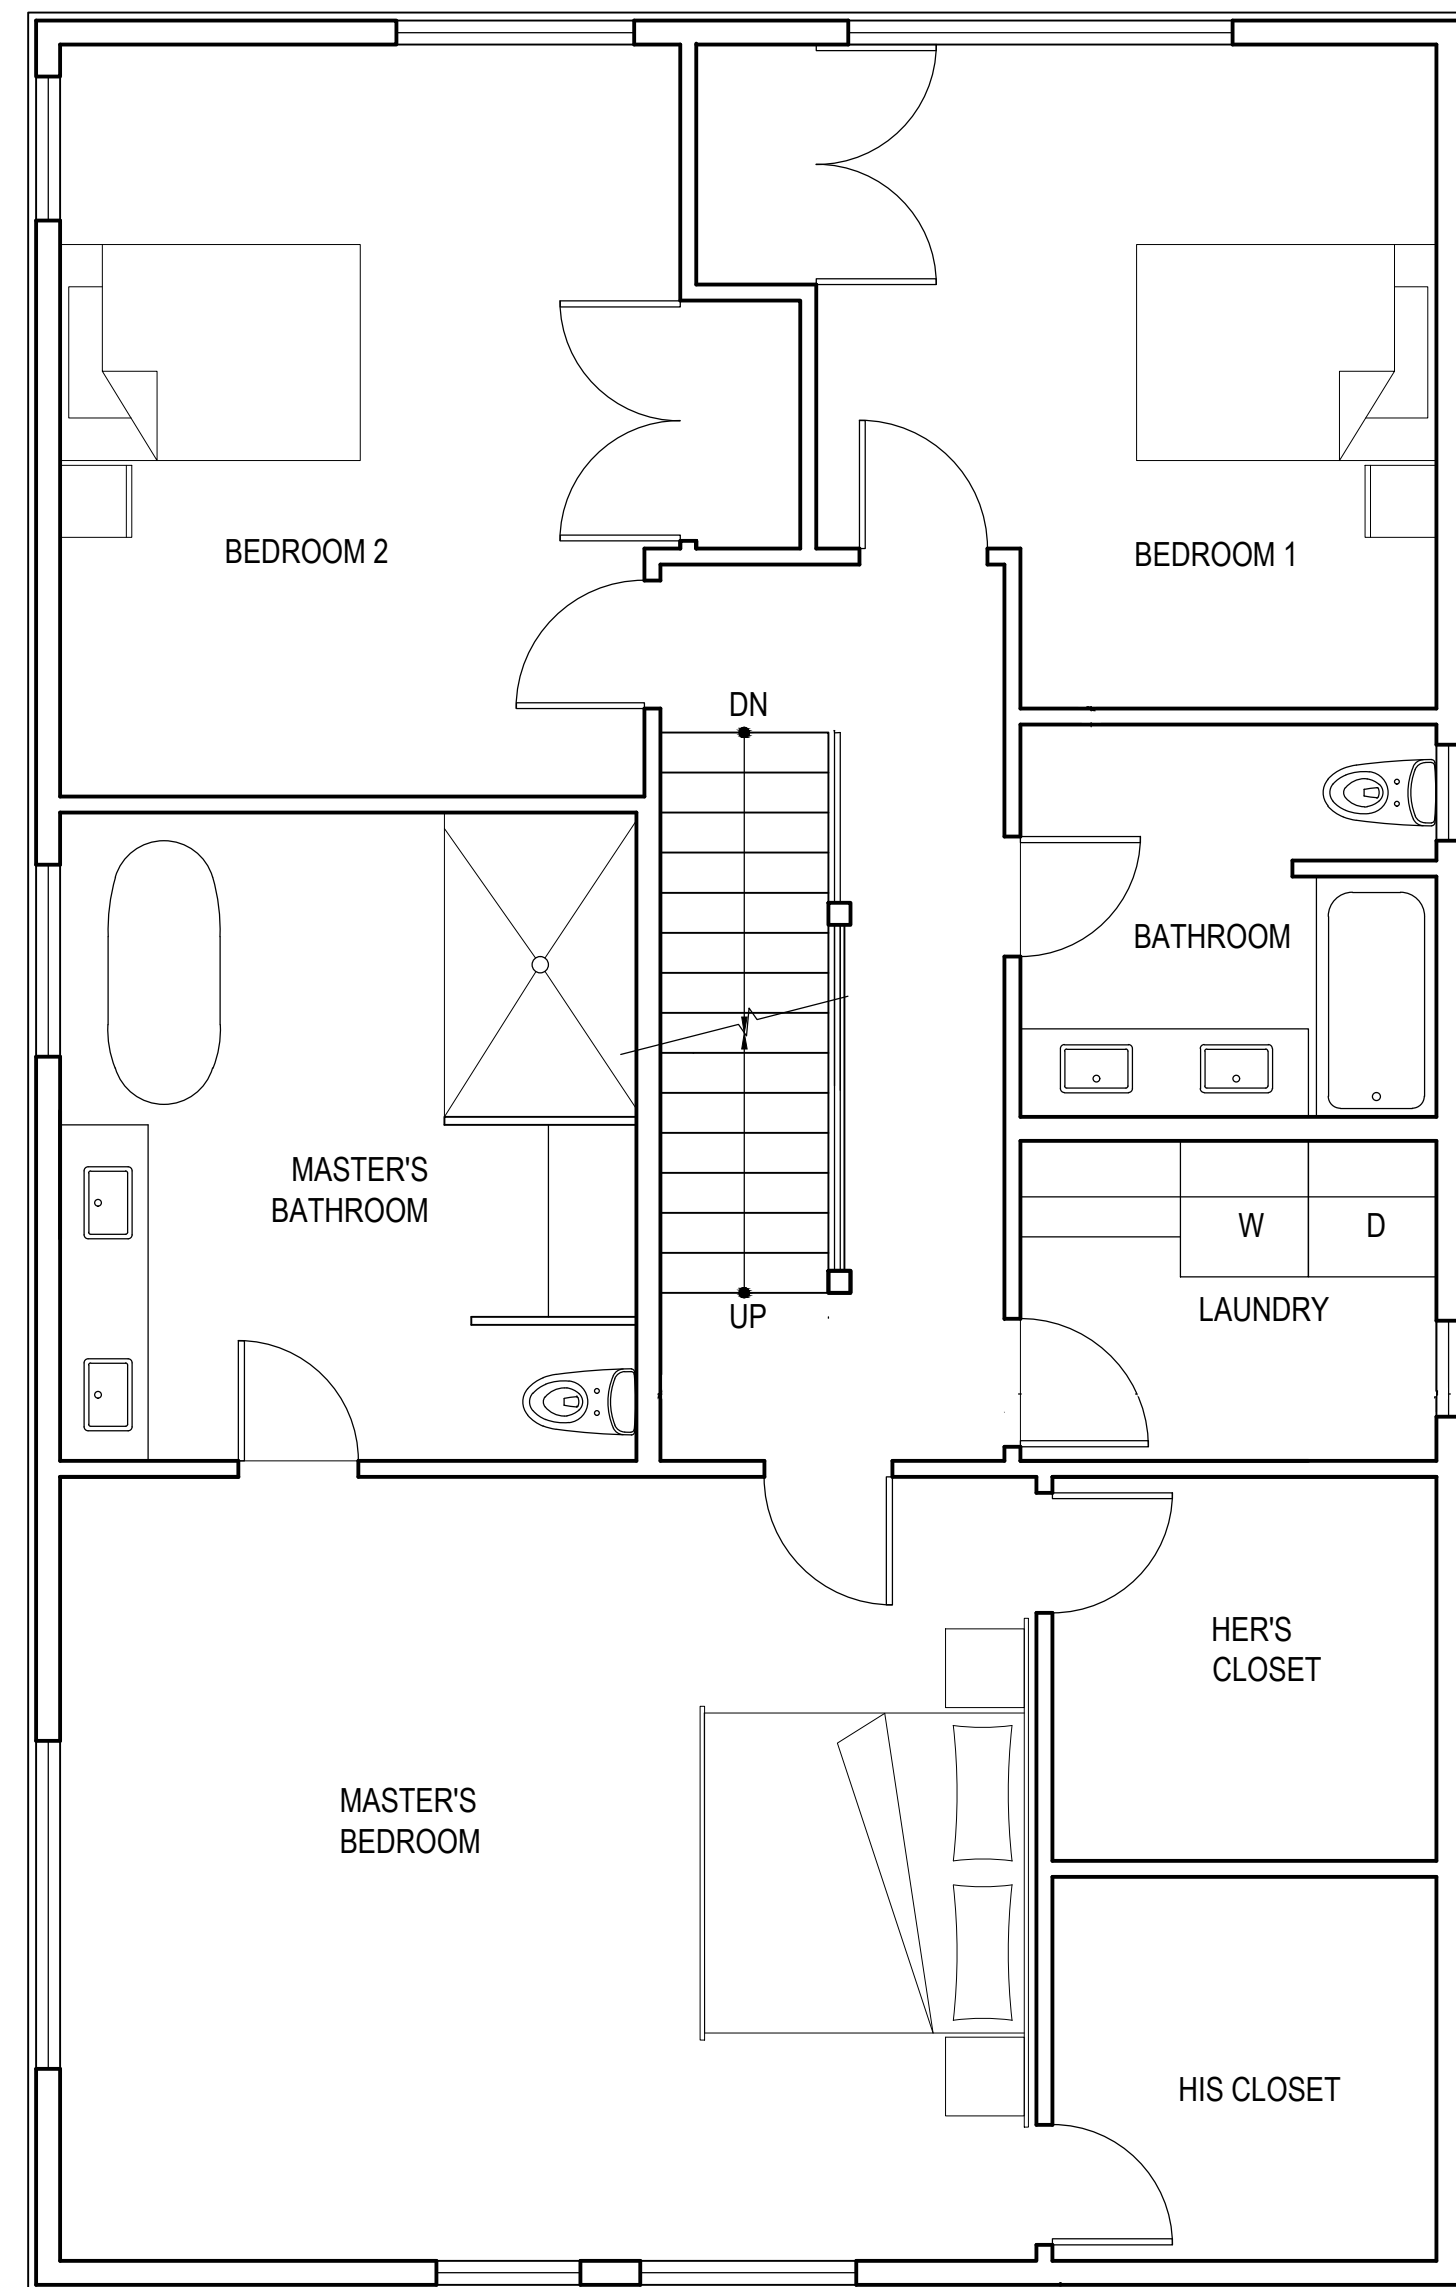 BEDROOM 2
BEDROOM 1
DN
BATHROOM
MASTER'S
BATHROOM
W
D
LAUNDRY
UP
HER'S
CLOSET
MASTER'S
BEDROOM
HIS CLOSET